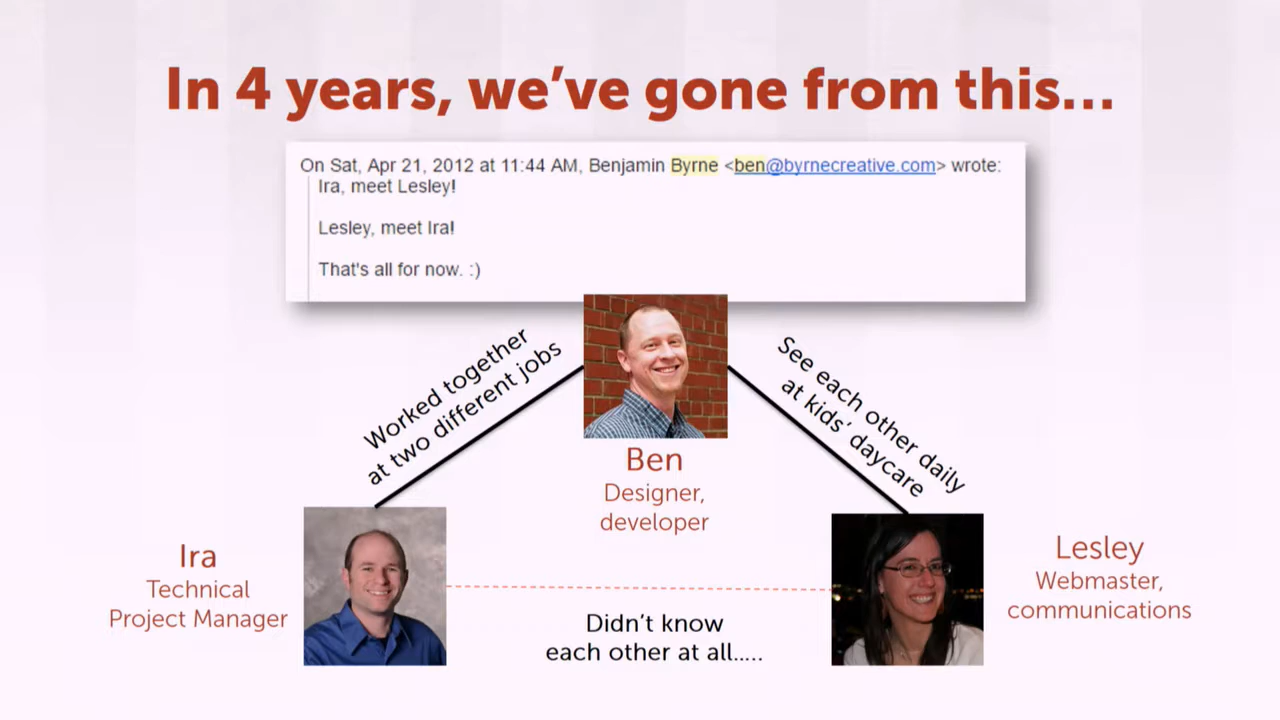 In 4 years, we’ve gone from this...
On Sat, Apr 21, 2012 at 11:44 AM, Benjamin Byrne <ben@byrnecreative.com> wrote:
Ira, meet Lesley!
Lesley, meet Ira!
That's all for now. :)
Worked together
at two different jobs
See each other daily
at kids’ daycare
Ben
Designer,
developer
Ira
Technical
Project Manager
Lesley
Webmaster,
communications
Didn’t know
each other at all.....